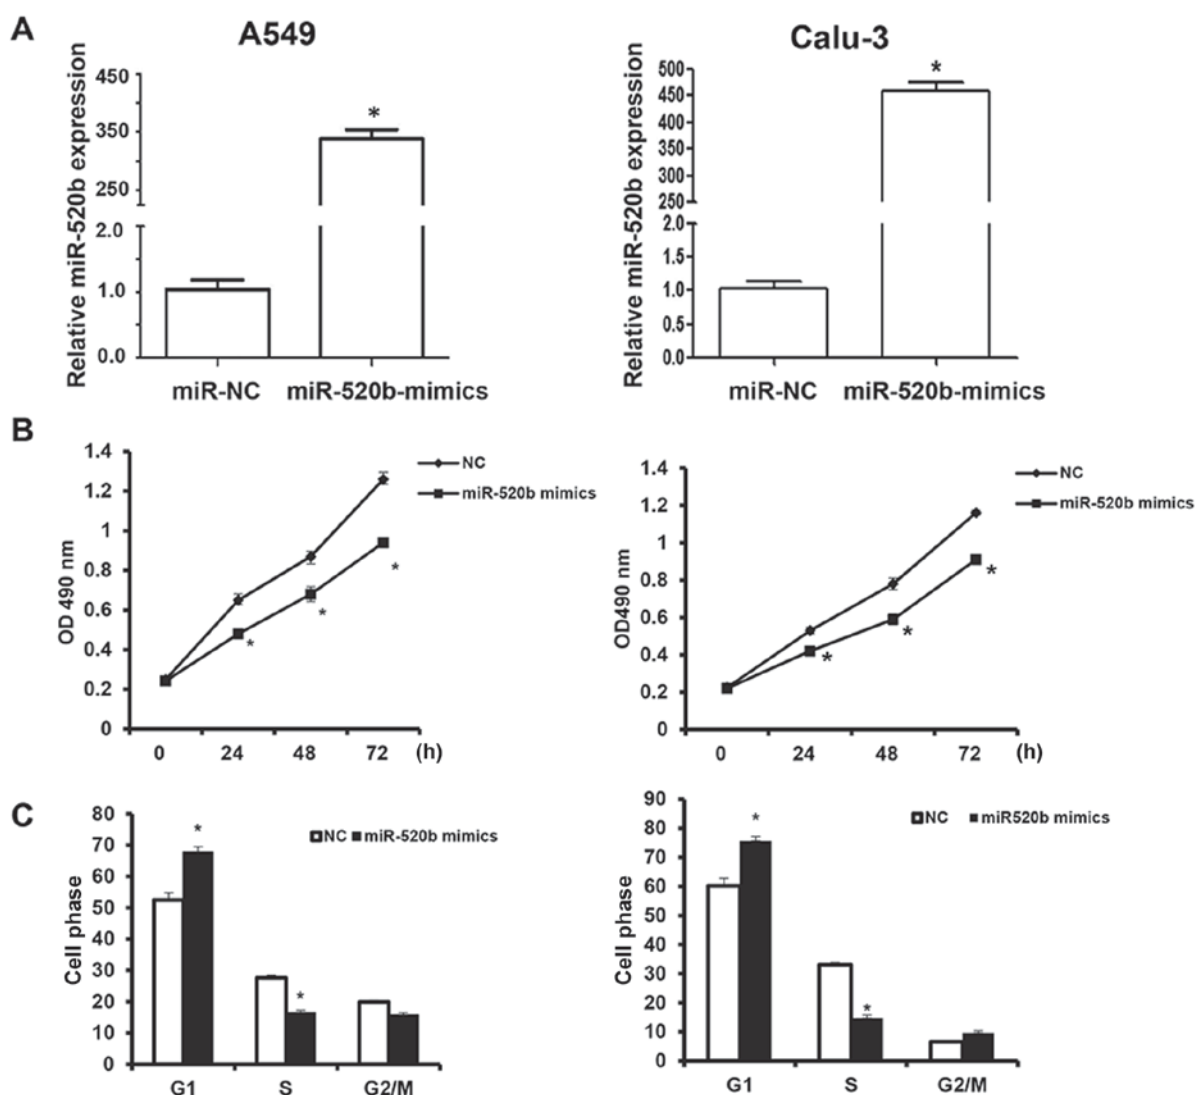 A
A549
Calu-3
Relative miR-520b expression
450
350
250
2.0
1.0
0.0
*
miR-NC
miR-520b-mimics
Relative miR-520b expression
500
450
400
350
300
250
2.0
1.5
1.0
0.5
0.0
*
miR-NC
miR-520b-mimics
B
OD 490 nm
1.4
1.2
1
0.8
0.6
0.4
0.2
0
NC
miR-520b mimics
*
*
*
0 24 48 72 (h)
OD490 nm
1.4
1.2
1
0.8
0.6
0.4
0.2
0
NC
miR-520b mimics
*
*
*
0 24 48 72 (h)
C
Cell phase
80
70
60
50
40
30
20
10
0
NC miR-520b mimics
*
*
G1 S G2/M
Cell phase
90
80
70
60
50
40
30
20
10
0
NC miR520b mimics
*
*
G1 S G2/M